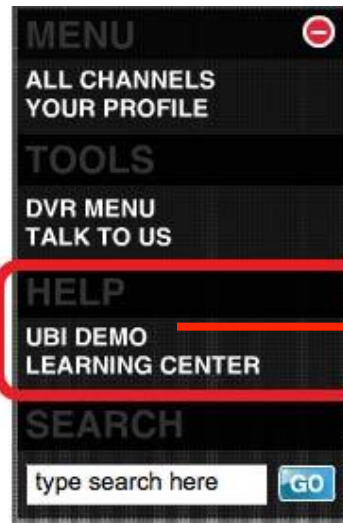 MENU
ALL CHANNELS
YOUR PROFILE
TOOLS
DVR MENU
TALK TO US
HELP
UBI DEMO
LEARNING CENTER
SEARCH
type search here GO